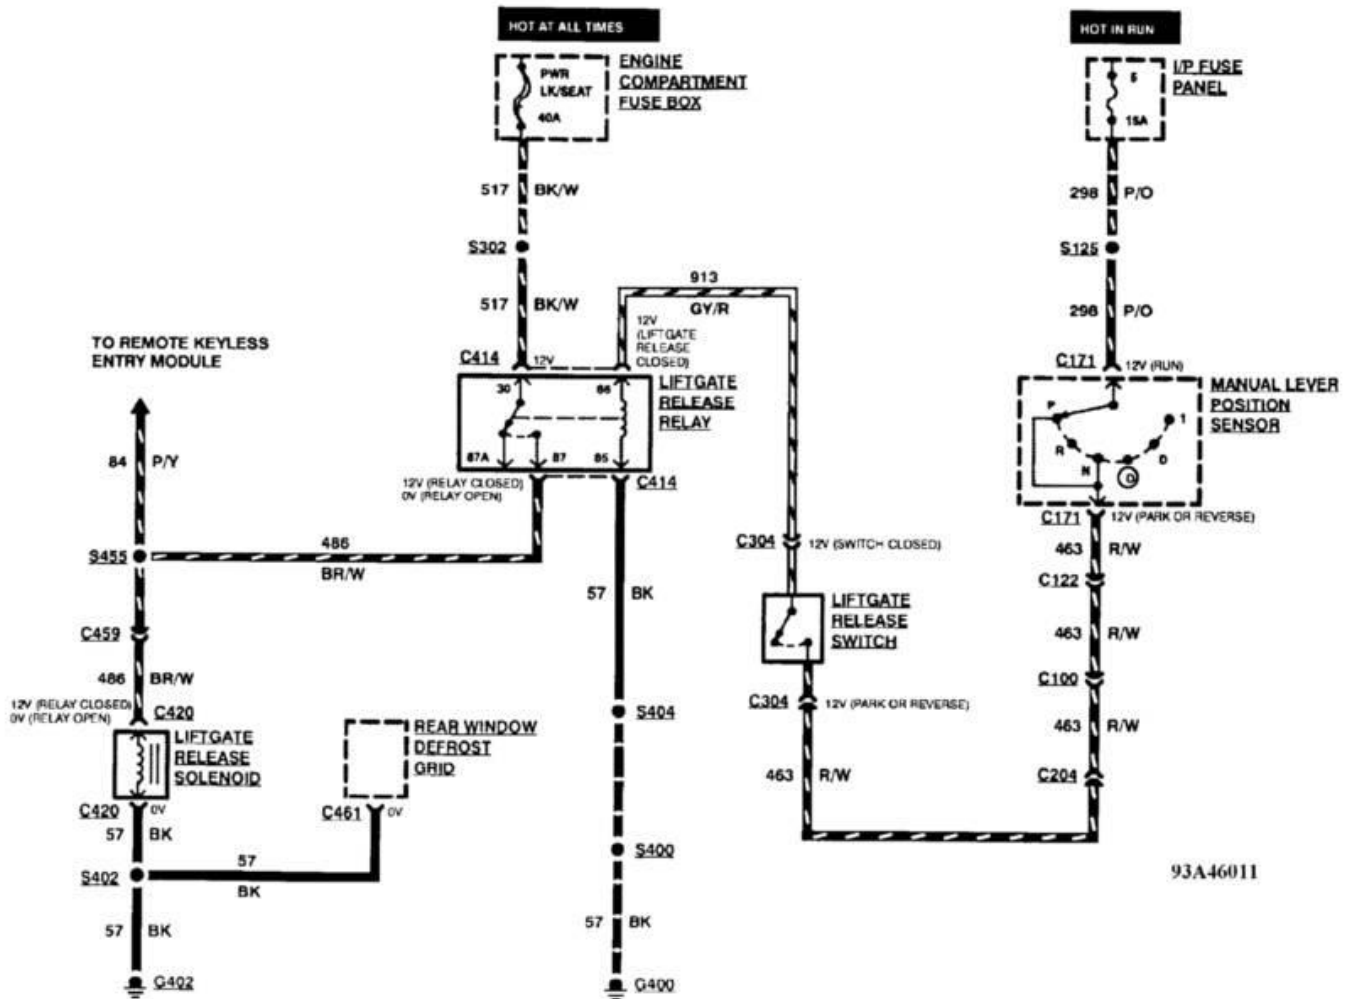 HOT AT ALL TIMES
HOT IN RUN
PWR
LK/SEAT
40A
ENGINE
COMPARTMENT
FUSE BOX
5
15A
I/P FUSE
PANEL
517 BK/W
298 P/O
S302
S125
517 BK/W
913
GY/R
298 P/O
TO REMOTE KEYLESS
ENTRY MODULE
C414
12V
12V
(LIFTGATE
RELEASE
CLOSED)
C171
12V (RUN)
30
86
87A
87
85
LIFTGATE
RELEASE
RELAY
P
R
N
D
1
MANUAL LEVER
POSITION
SENSOR
84 P/Y
12V (RELAY CLOSED)
0V (RELAY OPEN)
C414
C171
12V (PARK OR REVERSE)
S455
486
BR/W
C304
12V (SWITCH CLOSED)
463 R/W
C122
57 BK
LIFTGATE
RELEASE
SWITCH
C459
463 R/W
486 BR/W
C100
12V (RELAY CLOSED)
0V (RELAY OPEN)
C420
S404
C304
12V (PARK OR REVERSE)
463 R/W
LIFTGATE
RELEASE
SOLENOID
REAR WINDOW
DEFROST
GRID
463 R/W
C204
C420
0V
C461
0V
57 BK
S400
S402
57
BK
93A46011
57 BK
57 BK
G402
G400